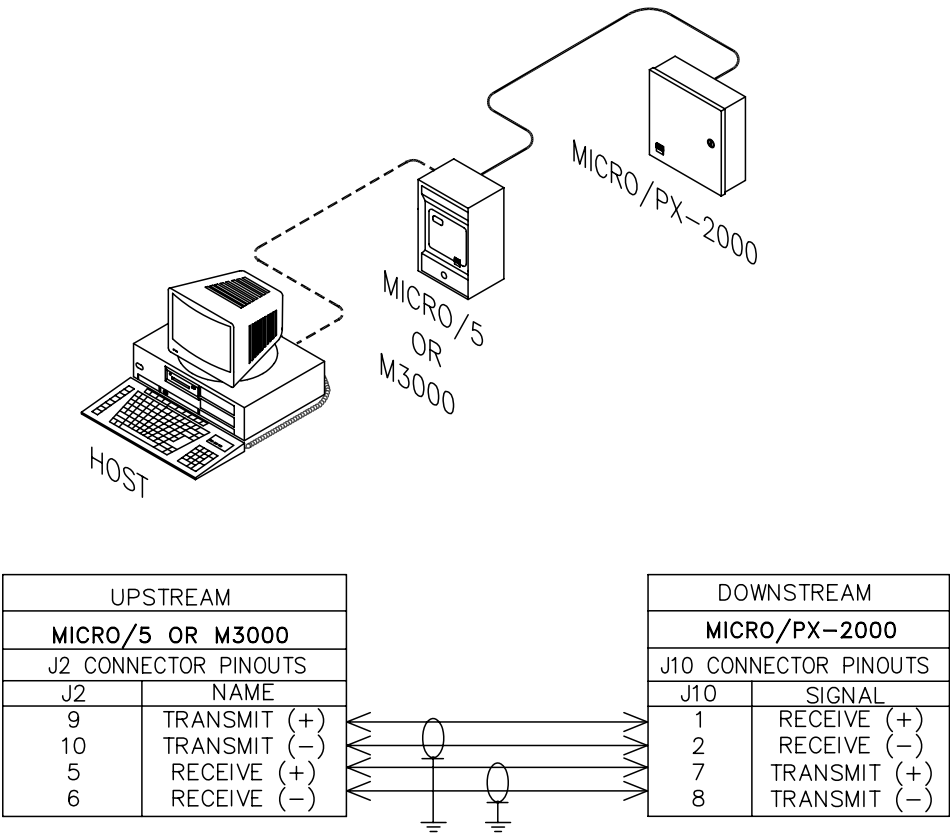 MICRO/PX-2000
MICRO/5
OR
M3000
HOST
UPSTREAM
MICRO/5 OR M3000
J2 CONNECTOR PINOUTS
J2 NAME
9 TRANSMIT (+)
10 TRANSMIT (-)
5 RECEIVE (+)
6 RECEIVE (-)
DOWNSTREAM
MICRO/PX-2000
J10 CONNECTOR PINOUTS
J10 SIGNAL
1 RECEIVE (+)
2 RECEIVE (-)
7 TRANSMIT (+)
8 TRANSMIT (-)